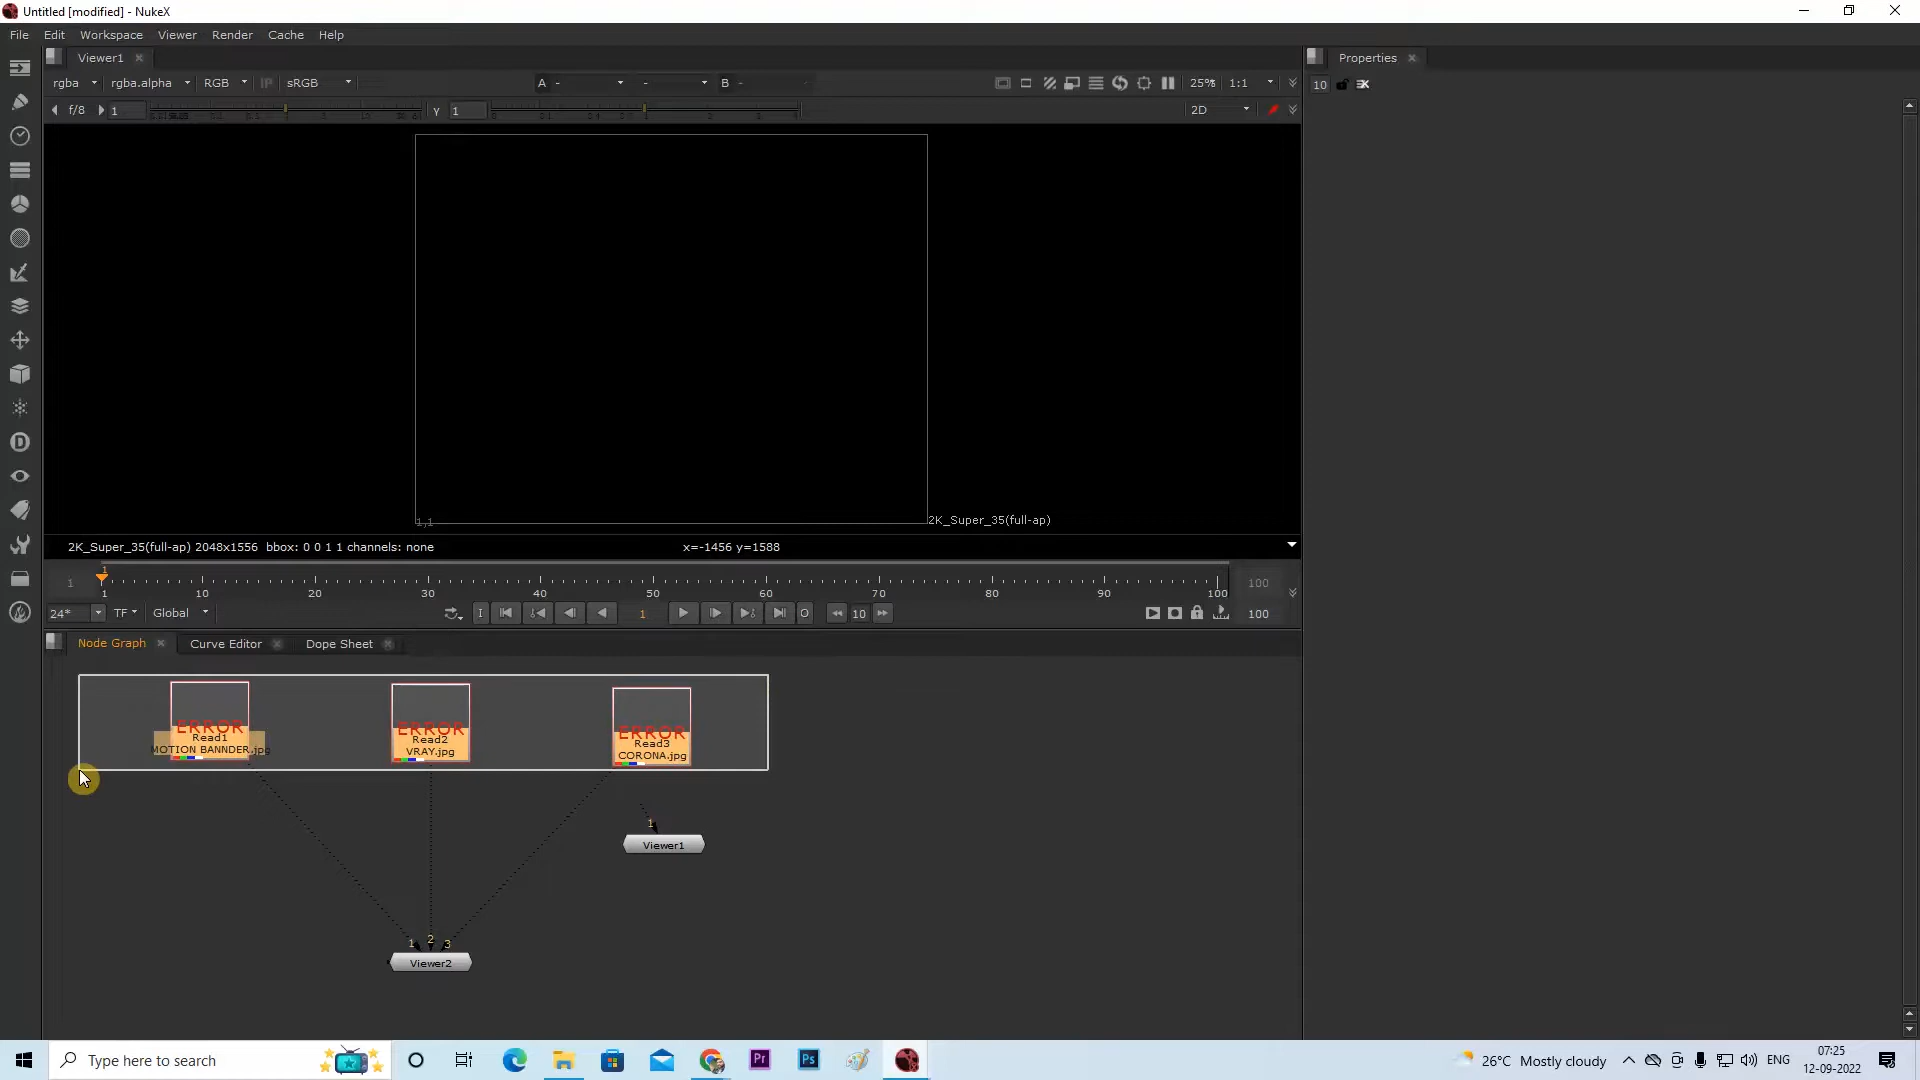 Untitled [modified] - NukeX
File Edit Workspace Viewer Render Cache Help
Viewer1
Properties
rgba rgba.alpha RGB IP sRGB A - - B - 25% 1:1
10
f/8 1 γ 1 2D
1,1
2K_Super_35(full-ap)
2K_Super_35(full-ap) 2048x1556 bbox: 0 0 1 1 channels: none x=-1456 y=1588
1
1 100
1 10 20 30 40 50 60 70 80 90 100
24* TF Global I 1 O 10 100
Node Graph Curve Editor Dope Sheet
ERROR ERROR ERROR
Read1 Read2 Read3
MOTION BANNDER.jpg VRAY.jpg CORONA.jpg
1
Viewer1
1 2 3
Viewer2
Type here to search
26°C Mostly cloudy ENG
07:25
12-09-2022